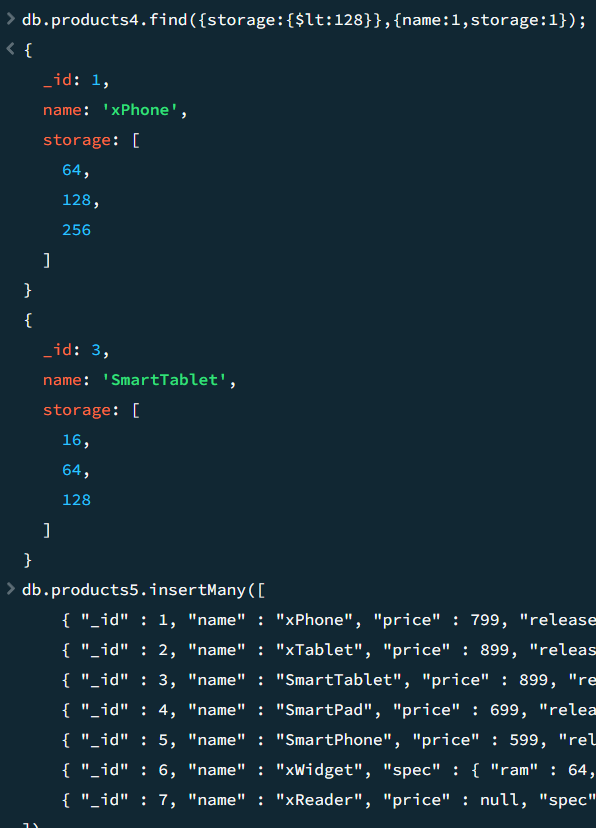 > db.products4.find({storage:{$lt:128}},{name:1,storage:1});
< {
_id: 1,
name: 'xPhone',
storage: [
64,
128,
256
]
}
{
_id: 3,
name: 'SmartTablet',
storage: [
16,
64,
128
]
}
> db.products5.insertMany([
{ "_id" : 1, "name" : "xPhone", "price" : 799, "release
{ "_id" : 2, "name" : "xTablet", "price" : 899, "releas
{ "_id" : 3, "name" : "SmartTablet", "price" : 899, "re
{ "_id" : 4, "name" : "SmartPad", "price" : 699, "relea
{ "_id" : 5, "name" : "SmartPhone", "price" : 599, "rel
{ "_id" : 6, "name" : "xWidget", "spec" : { "ram" : 64,
{ "_id" : 7, "name" : "xReader", "price" : null, "spec"
])